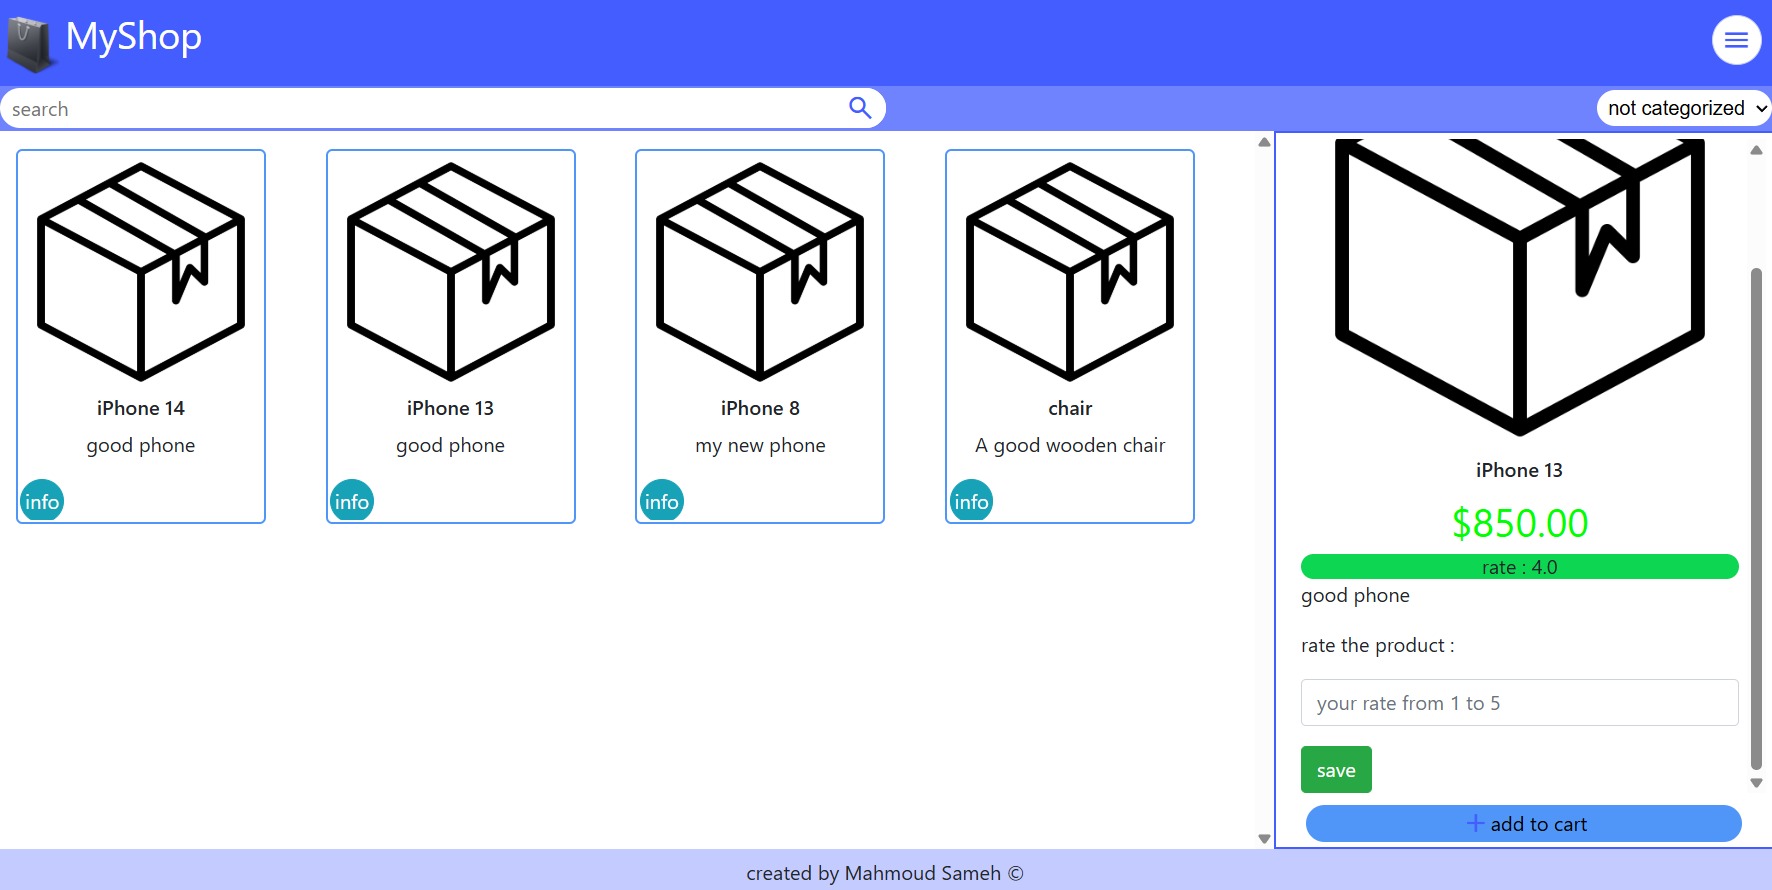 MyShop
search
not categorized
iPhone 14
good phone
info
iPhone 13
good phone
info
iPhone 8
my new phone
info
chair
A good wooden chair
info
iPhone 13
$850.00
rate : 4.0
good phone
rate the product :
your rate from 1 to 5
save
+ add to cart
created by Mahmoud Sameh ©